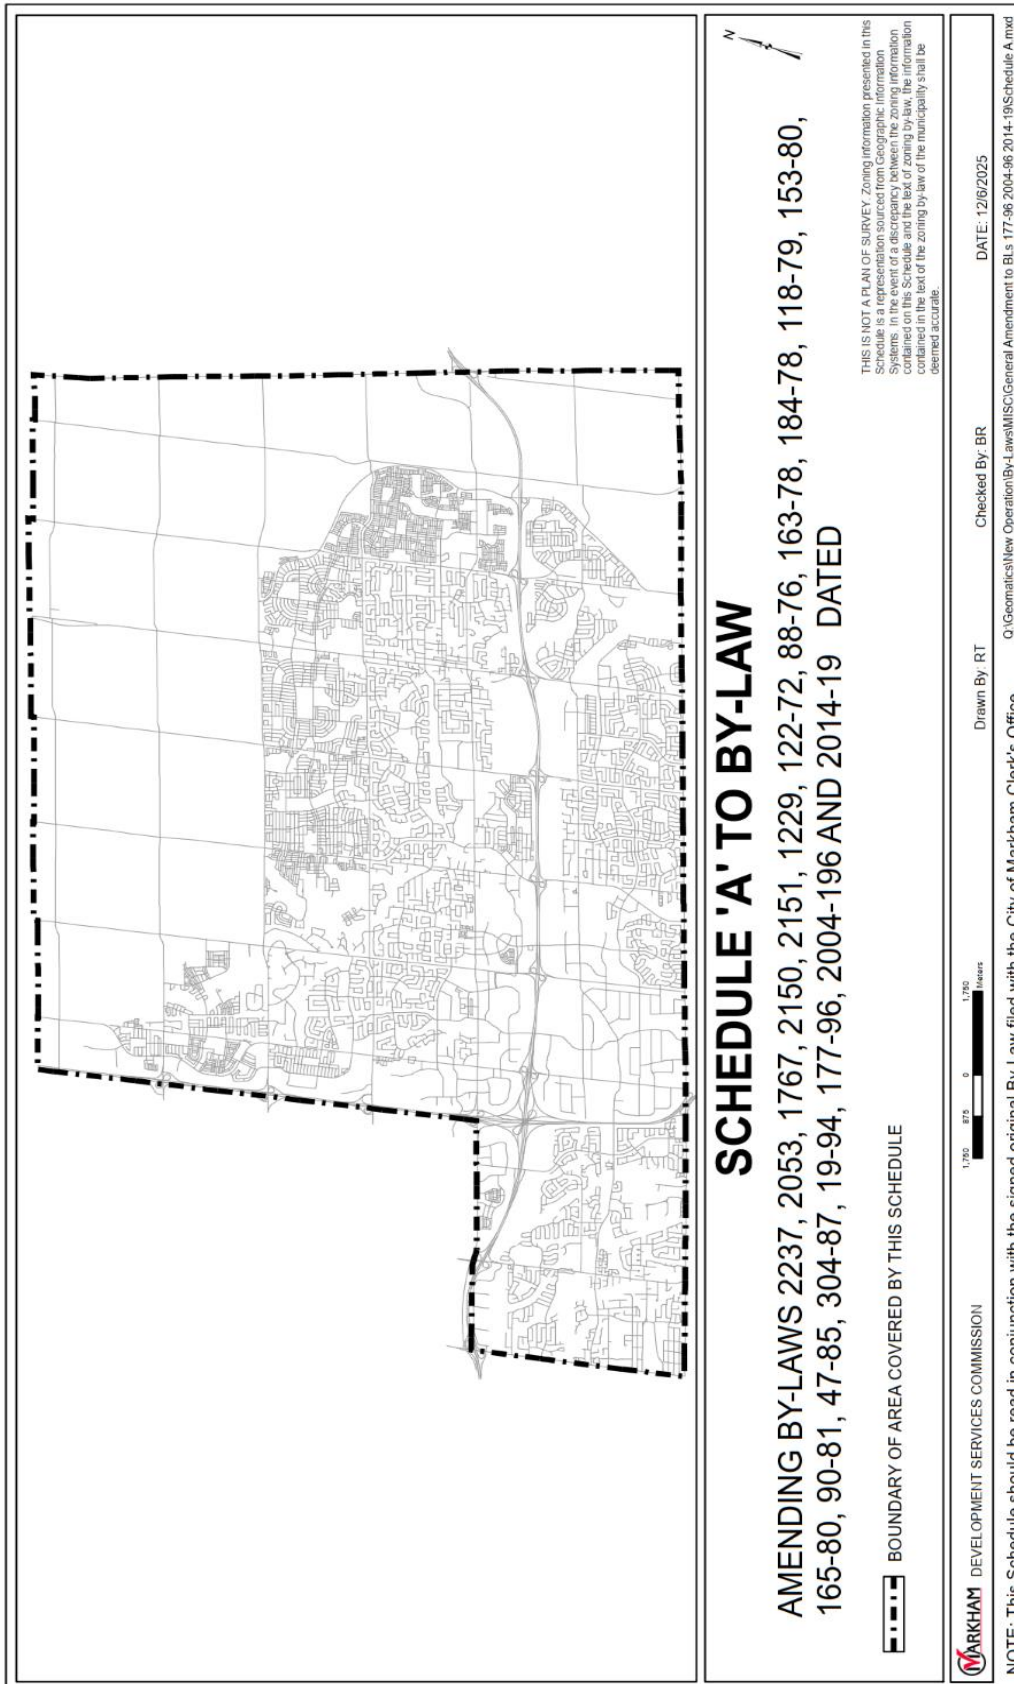 N
THIS IS NOT A PLAN OF SURVEY. Zoning information presented in this
Schedule is a representation sourced from Geographic Information
Systems. In the event of a discrepancy between the zoning information
contained on this Schedule and the text of zoning by-law, the information
contained in the text of the zoning by-law of the municipality shall be
deemed accurate.
SCHEDULE 'A' TO BY-LAW
AMENDING BY-LAWS 2237, 2053, 1767, 2150, 2151, 1229, 122-72, 88-76, 163-78, 184-78, 118-79, 153-80,
165-80, 90-81, 47-85, 304-87, 19-94, 177-96, 2004-196 AND 2014-19 DATED
BOUNDARY OF AREA COVERED BY THIS SCHEDULE
MARKHAM DEVELOPMENT SERVICES COMMISSION
1,750 875 0 1,750
Meters
Drawn By: RT
Checked By: BR
DATE: 12/6/2025
NOTE: This Schedule should be read in conjunction with the signed original By-Law filed with the City of Markham Clerk's Office
Q:\Geomatics\New Operation\By-Laws\MISC\General Amendment to BLs 177-96 2004-96 2014-19\Schedule A.mxd